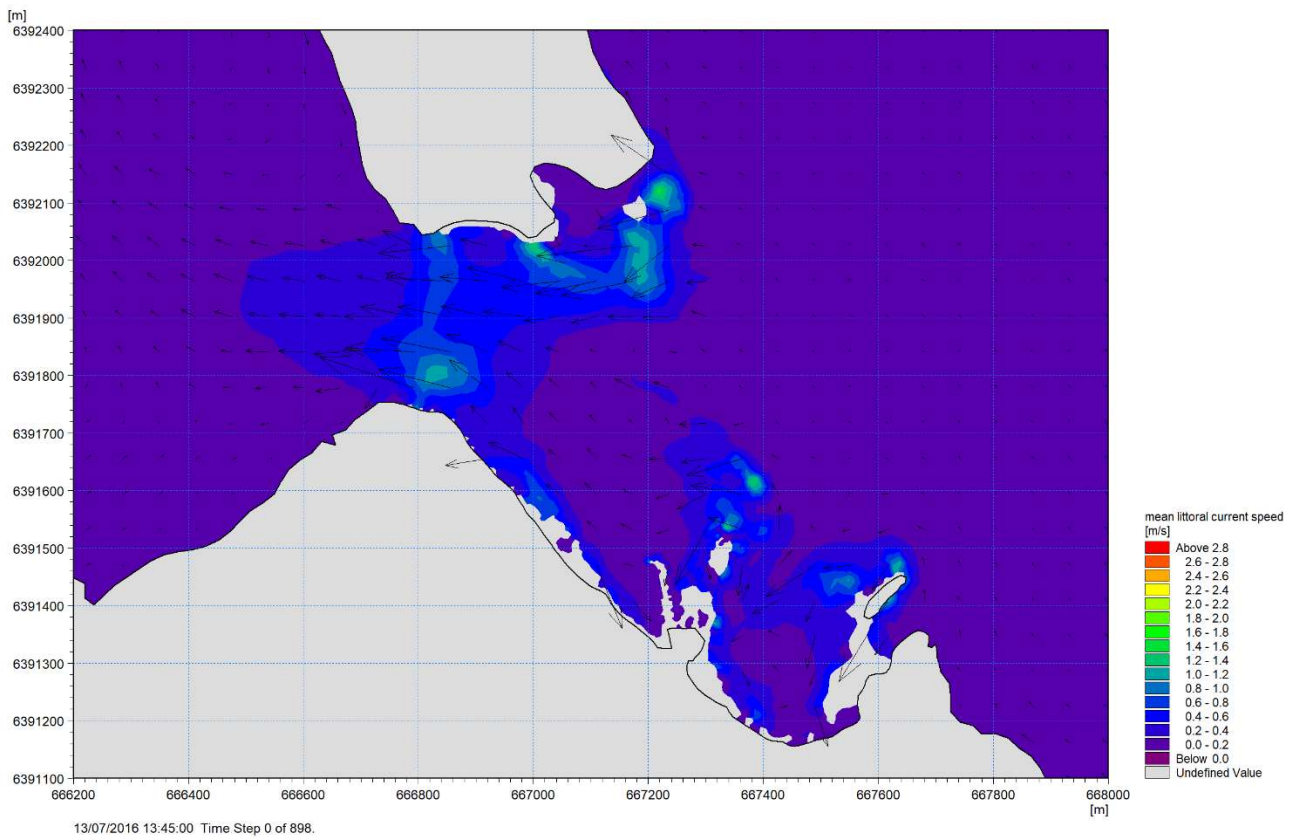 [m]
6392400
6392300
6392200
6392100
6392000
6391900
6391800
6391700
6391600
6391500
6391400
6391300
6391200
6391100
666200 666400 666600 666800 667000 667200 667400 667600 667800 668000
[m]
mean littoral current speed
[m/s]
Above 2.8
2.6 - 2.8
2.4 - 2.6
2.2 - 2.4
2.0 - 2.2
1.8 - 2.0
1.6 - 1.8
1.4 - 1.6
1.2 - 1.4
1.0 - 1.2
0.8 - 1.0
0.6 - 0.8
0.4 - 0.6
0.2 - 0.4
0.0 - 0.2
Below 0.0
Undefined Value
13/07/2016 13:45:00 Time Step 0 of 898.